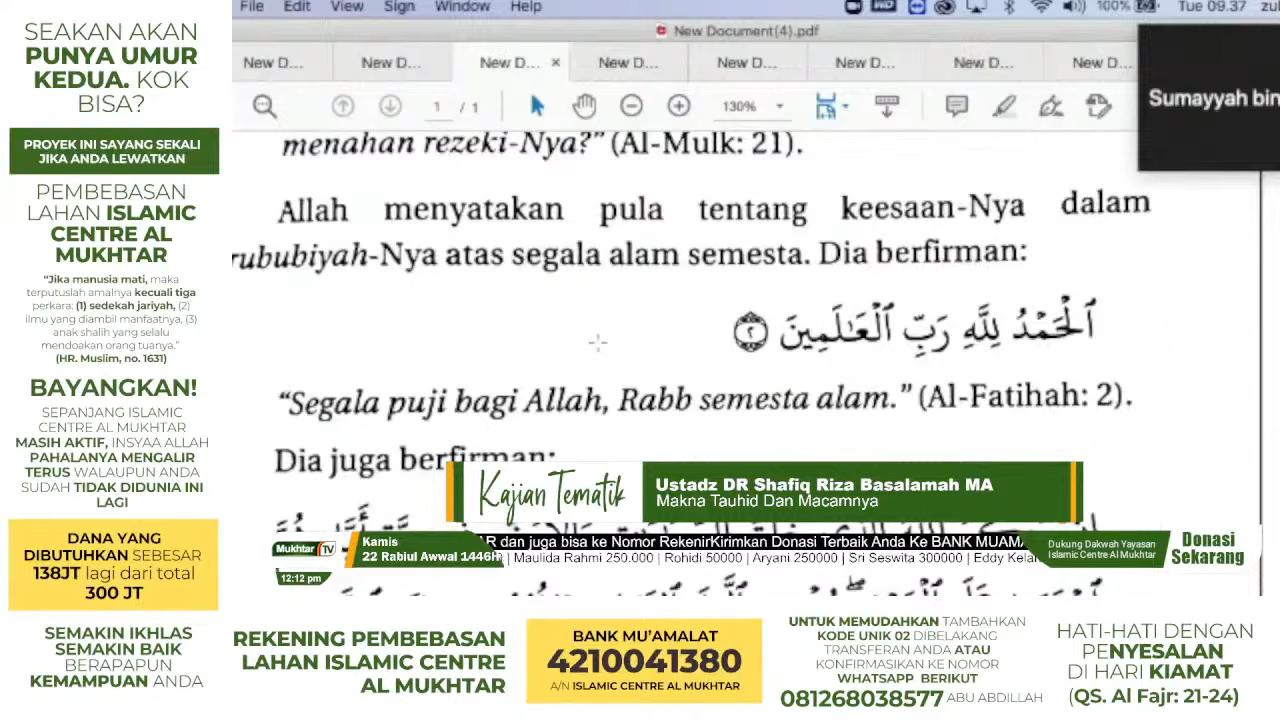 SEAKAN AKAN
PUNYA UMUR
KEDUA. KOK
BISA?
PROYEK INI SAYANG SEKALI
JIKA ANDA LEWATKAN
PEMBEBASAN
LAHAN ISLAMIC
CENTRE AL
MUKHTAR
“Jika manusia mati, maka
terputuslah amalnya kecuali tiga
perkara: (1) sedekah jariyah, (2)
ilmu yang diambil manfaatnya, (3)
anak shalih yang selalu
mendoakan orang tuanya.”
(HR. Muslim, no. 1631)
BAYANGKAN!
SEPANJANG ISLAMIC
CENTRE AL MUKHTAR
MASIH AKTIF, INSYAA ALLAH
PAHALANYA MENGALIR
TERUS WALAUPUN ANDA
SUDAH TIDAK DIDUNIA INI
LAGI
DANA YANG
DIBUTUHKAN SEBESAR
138JT lagi dari total
300 JT
SEMAKIN IKHLAS
SEMAKIN BAIK
BERAPAPUN
KEMAMPUAN ANDA
File Edit View Sign Window Help 100% Tue 09.37 zul
New Document(4).pdf
New D... New D... New D... × New D... New D... New D... New D... New D...
1 / 1 130%
Sumayyah bin
menahan rezeki-Nya?” (Al-Mulk: 21).
Allah menyatakan pula tentang keesaan-Nya dalam
rububiyah-Nya atas segala alam semesta. Dia berfirman:
ٱلْحَمْدُ لِلَّهِ رَبِّ ٱلْعَـٰلَمِينَ ٢
“Segala puji bagi Allah, Rabb semesta alam.” (Al-Fatihah: 2).
Dia juga berfirman:
Kajian Tematik
Ustadz DR Shafiq Riza Basalamah MA
Makna Tauhid Dan Macamnya
Mukhtar TV
Kamis
22 Rabiul Awwal 1446H
12:12 pm
AR dan juga bisa ke Nomor RekenirKirimkan Donasi Terbaik Anda Ke BANK MUAMA
| Maulida Rahmi 250.000 | Rohidi 50000 | Aryani 250000 | Sri Seswita 300000 | Eddy Kelan
Dukung Dakwah Yayasan
Islamic Centre Al Mukhtar
Donasi
Sekarang
REKENING PEMBEBASAN
LAHAN ISLAMIC CENTRE
AL MUKHTAR
BANK MU’AMALAT
4210041380
A/N ISLAMIC CENTRE AL MUKHTAR
UNTUK MEMUDAHKAN TAMBAHKAN
KODE UNIK 02 DIBELAKANG
TRANSFERAN ANDA ATAU
KONFIRMASIKAN KE NOMOR
WHATSAPP BERIKUT
081268038577 ABU ABDILLAH
HATI-HATI DENGAN
PENYESALAN
DI HARI KIAMAT
(QS. Al Fajr: 21-24)